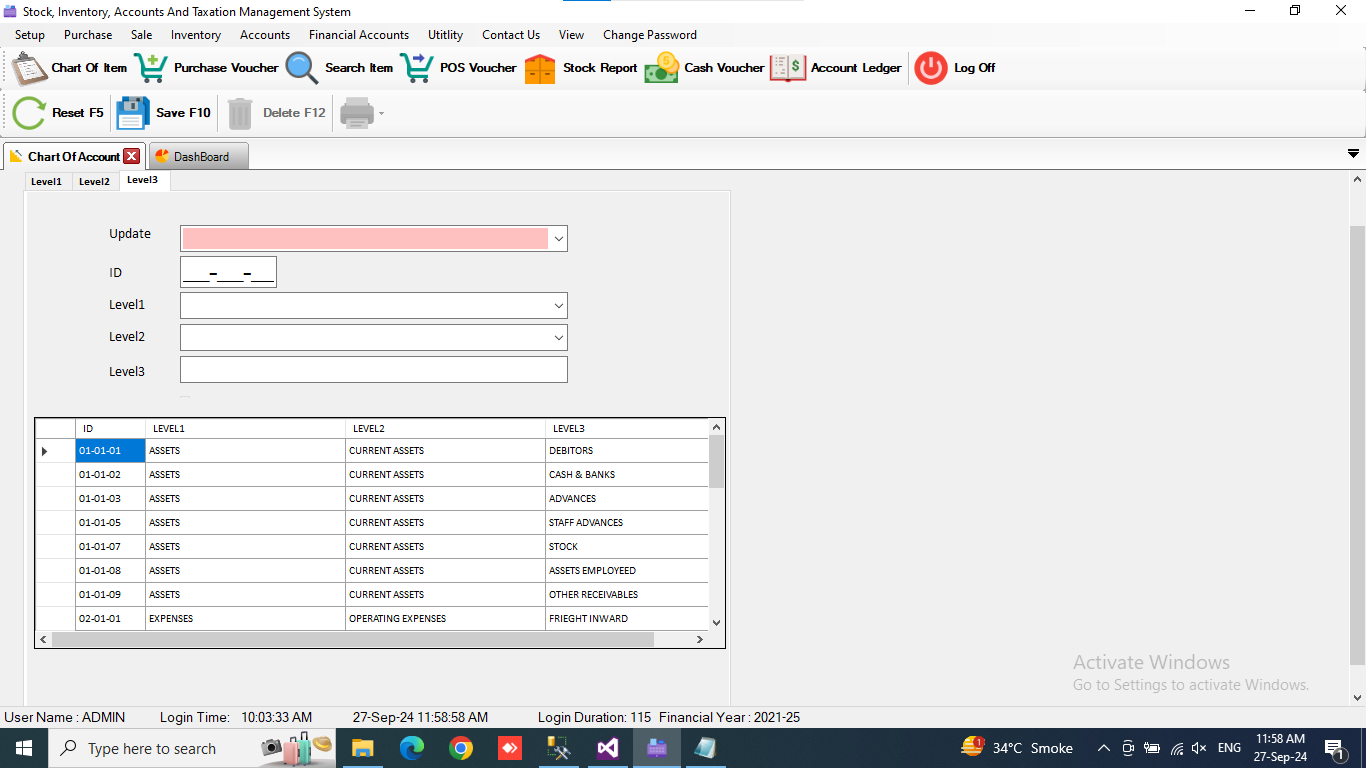 Stock, Inventory, Accounts And Taxation Management System
Setup Purchase Sale Inventory Accounts Financial Accounts Utitlity Contact Us View Change Password
Chart Of Item Purchase Voucher Search Item POS Voucher Stock Report Cash Voucher Account Ledger Log Off
Reset F5 Save F10 Delete F12
Chart Of Account DashBoard
Level1 Level2 Level3
Update
ID ___-___-___
Level1
Level2
Level3
ID LEVEL1 LEVEL2 LEVEL3
01-01-01 ASSETS CURRENT ASSETS DEBITORS
01-01-02 ASSETS CURRENT ASSETS CASH & BANKS
01-01-03 ASSETS CURRENT ASSETS ADVANCES
01-01-05 ASSETS CURRENT ASSETS STAFF ADVANCES
01-01-07 ASSETS CURRENT ASSETS STOCK
01-01-08 ASSETS CURRENT ASSETS ASSETS EMPLOYEED
01-01-09 ASSETS CURRENT ASSETS OTHER RECEIVABLES
02-01-01 EXPENSES OPERATING EXPENSES FRIEGHT INWARD
Activate Windows
Go to Settings to activate Windows.
User Name : ADMIN Login Time: 10:03:33 AM 27-Sep-24 11:58:58 AM Login Duration: 115 Financial Year : 2021-25
Type here to search 34°C Smoke ENG 11:58 AM
27-Sep-24 1